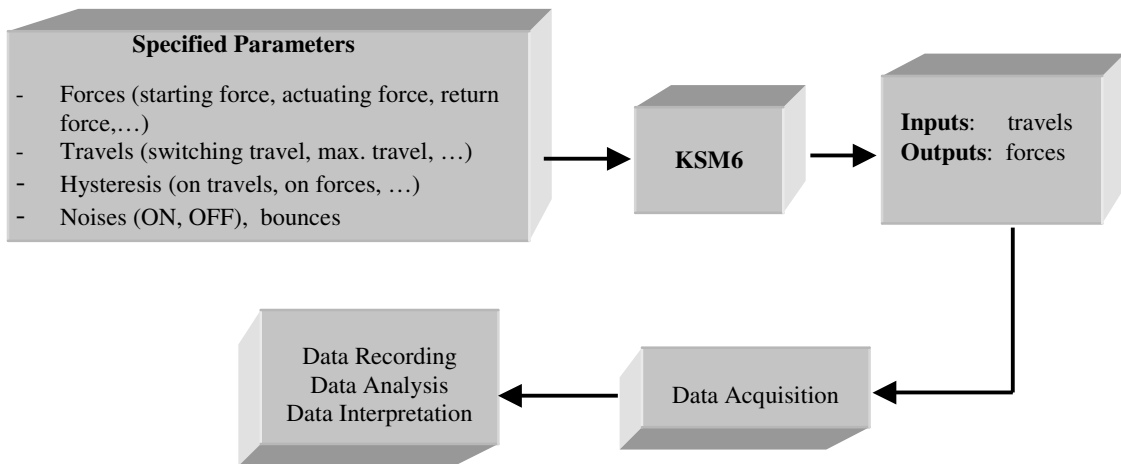 Specified Parameters
- Forces (starting force, actuating force, return
force,…)
- Travels (switching travel, max. travel, …)
- Hysteresis (on travels, on forces, …)
- Noises (ON, OFF), bounces
KSM6
Inputs: travels
Outputs: forces
Data Recording
Data Analysis
Data Interpretation
Data Acquisition